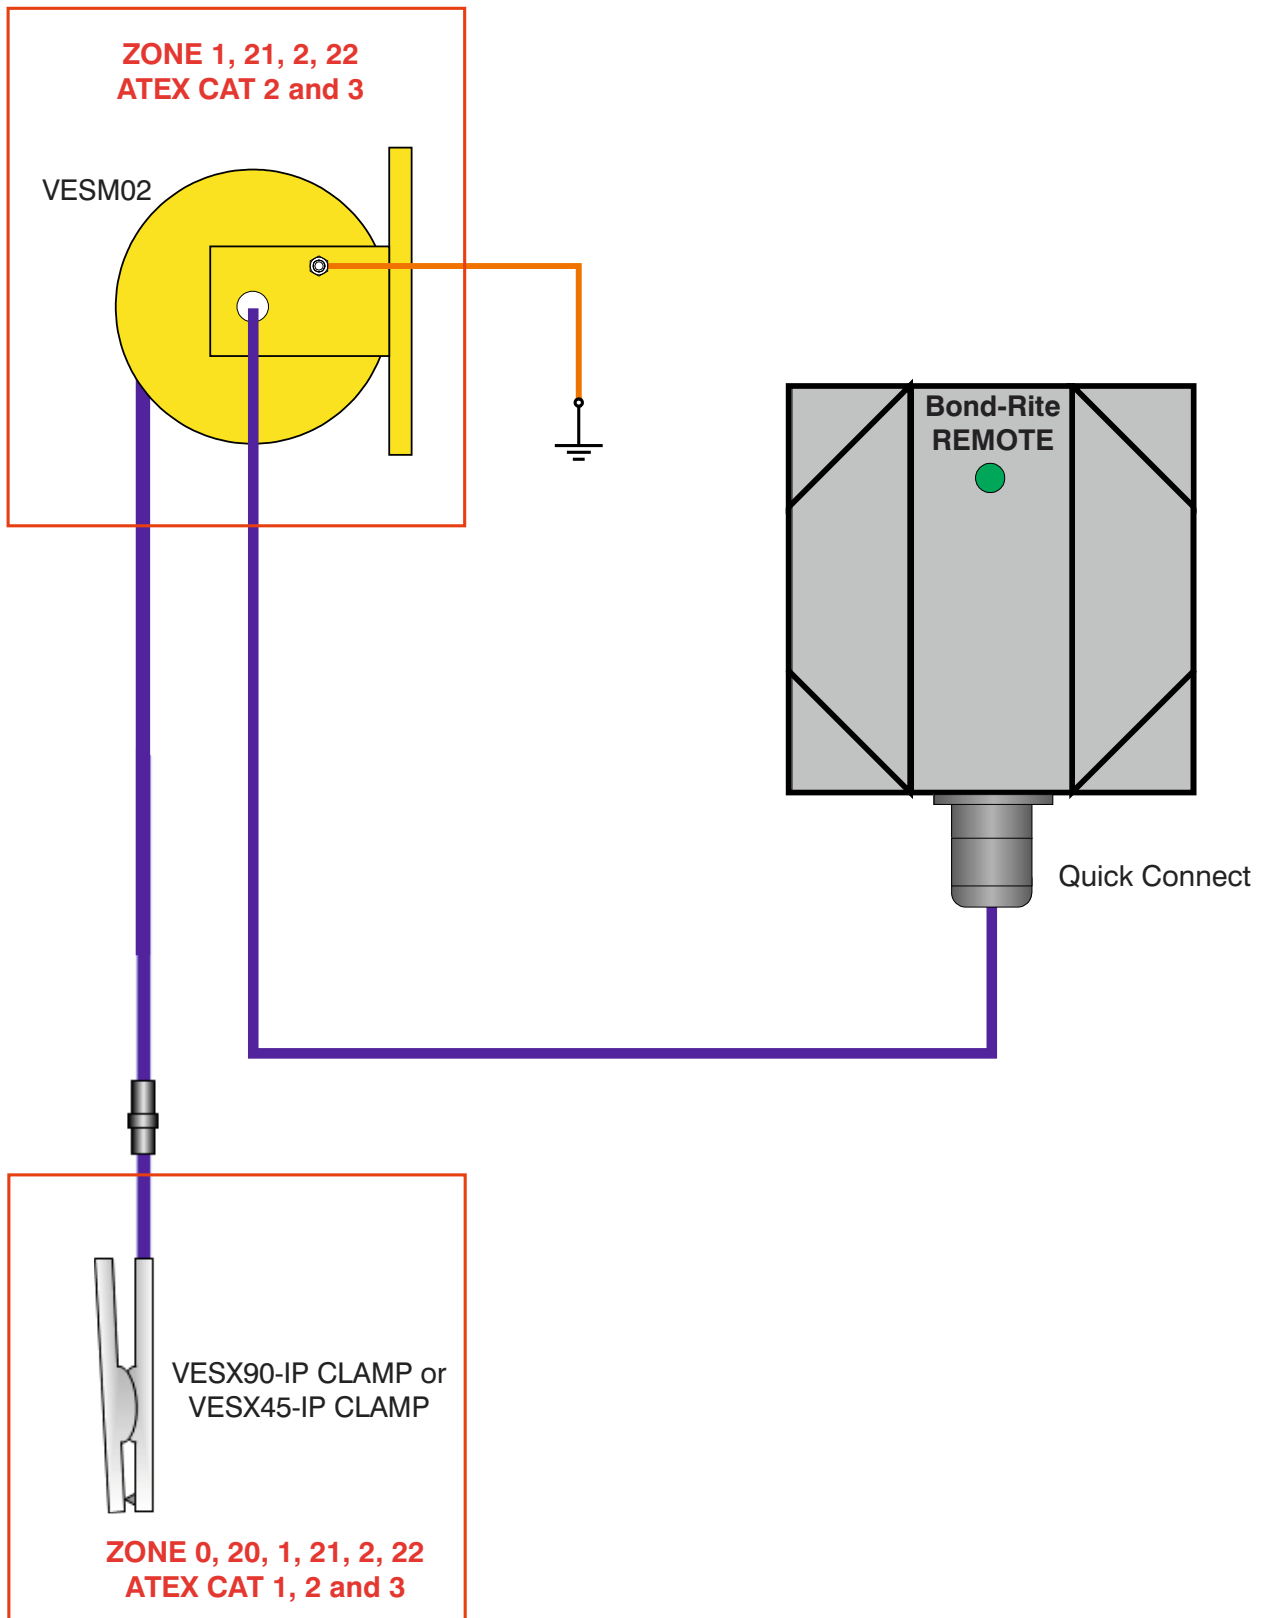 ZONE 1, 21, 2, 22
ATEX CAT 2 and 3
VESM02
Bond-Rite
REMOTE
Quick Connect
VESX90-IP CLAMP or
VESX45-IP CLAMP
ZONE 0, 20, 1, 21, 2, 22
ATEX CAT 1, 2 and 3